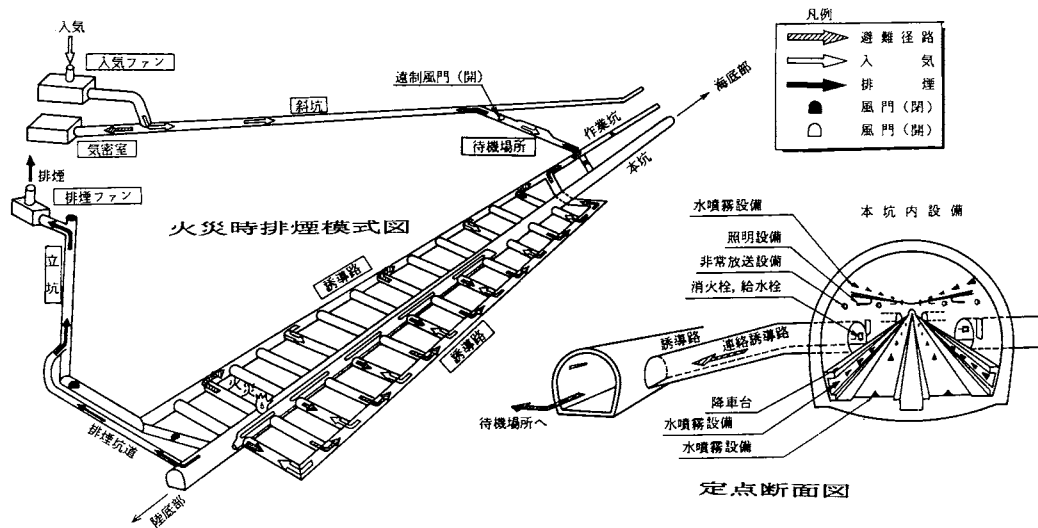 入気
入気ファン
遠制風門(開)
斜坑
気密室
待機場所
作業坑
本坑
海底部
排煙
排煙ファン
火災時排煙模式図
立坑
誘導路
誘導路
排煙坑道
陸底部
凡例
避難径路
入気
排煙
風門(閉)
風門(開)
本坑内設備
水噴霧設備
照明設備
非常放送設備
消火栓,給水栓
誘導路
連絡誘導路
待機場所へ
降車台
水噴霧設備
水噴霧設備
定点断面図